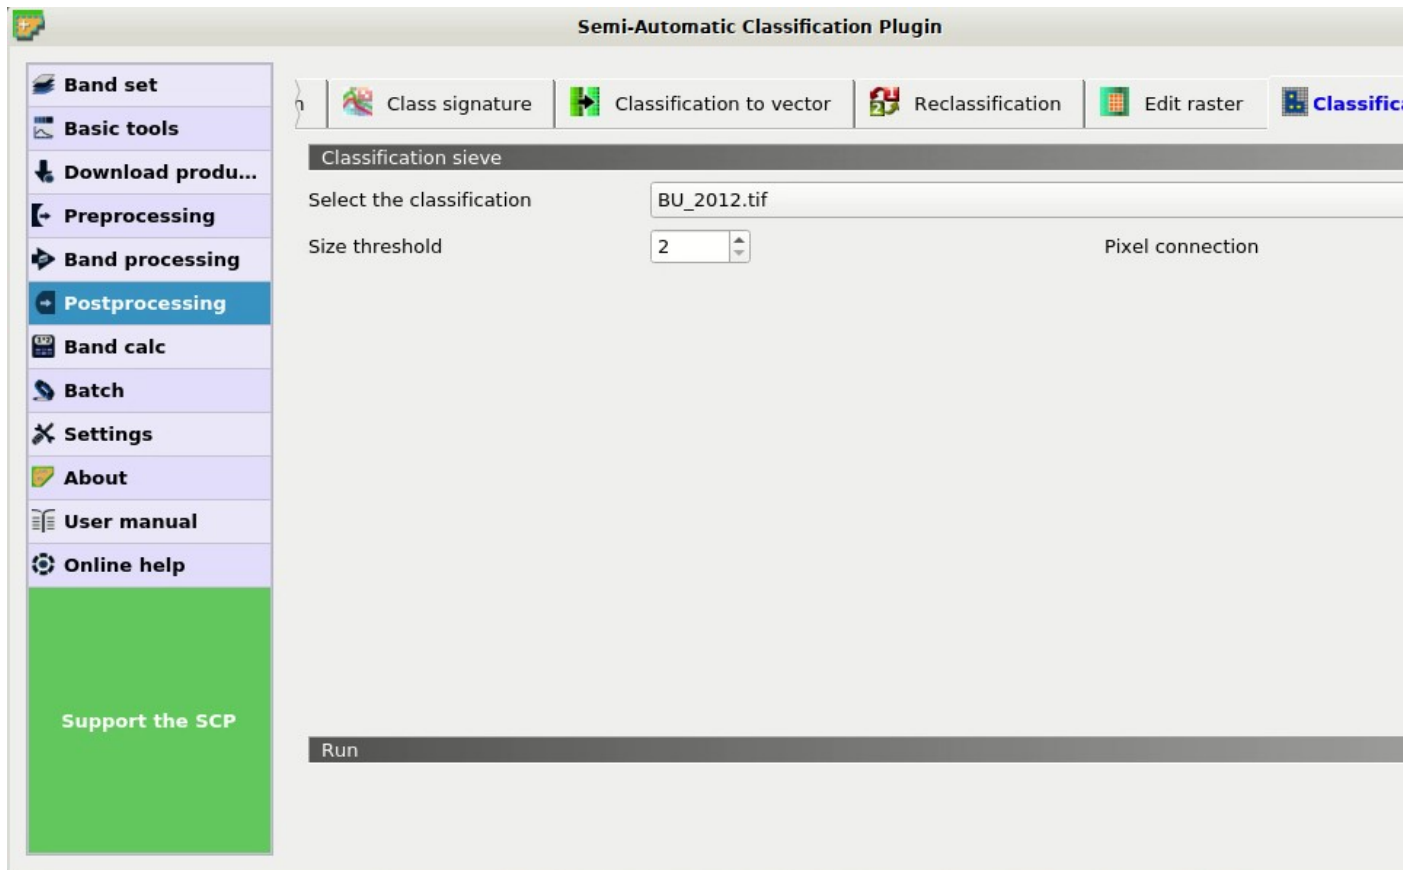 Semi-Automatic Classification Plugin
Band set
Basic tools
Download produ...
Preprocessing
Band processing
Postprocessing
Band calc
Batch
Settings
About
User manual
Online help
Support the SCP
Class signature
Classification to vector
Reclassification
Edit raster
Classification sieve
Select the classification
BU_2012.tif
Size threshold
2
Pixel connection
Run